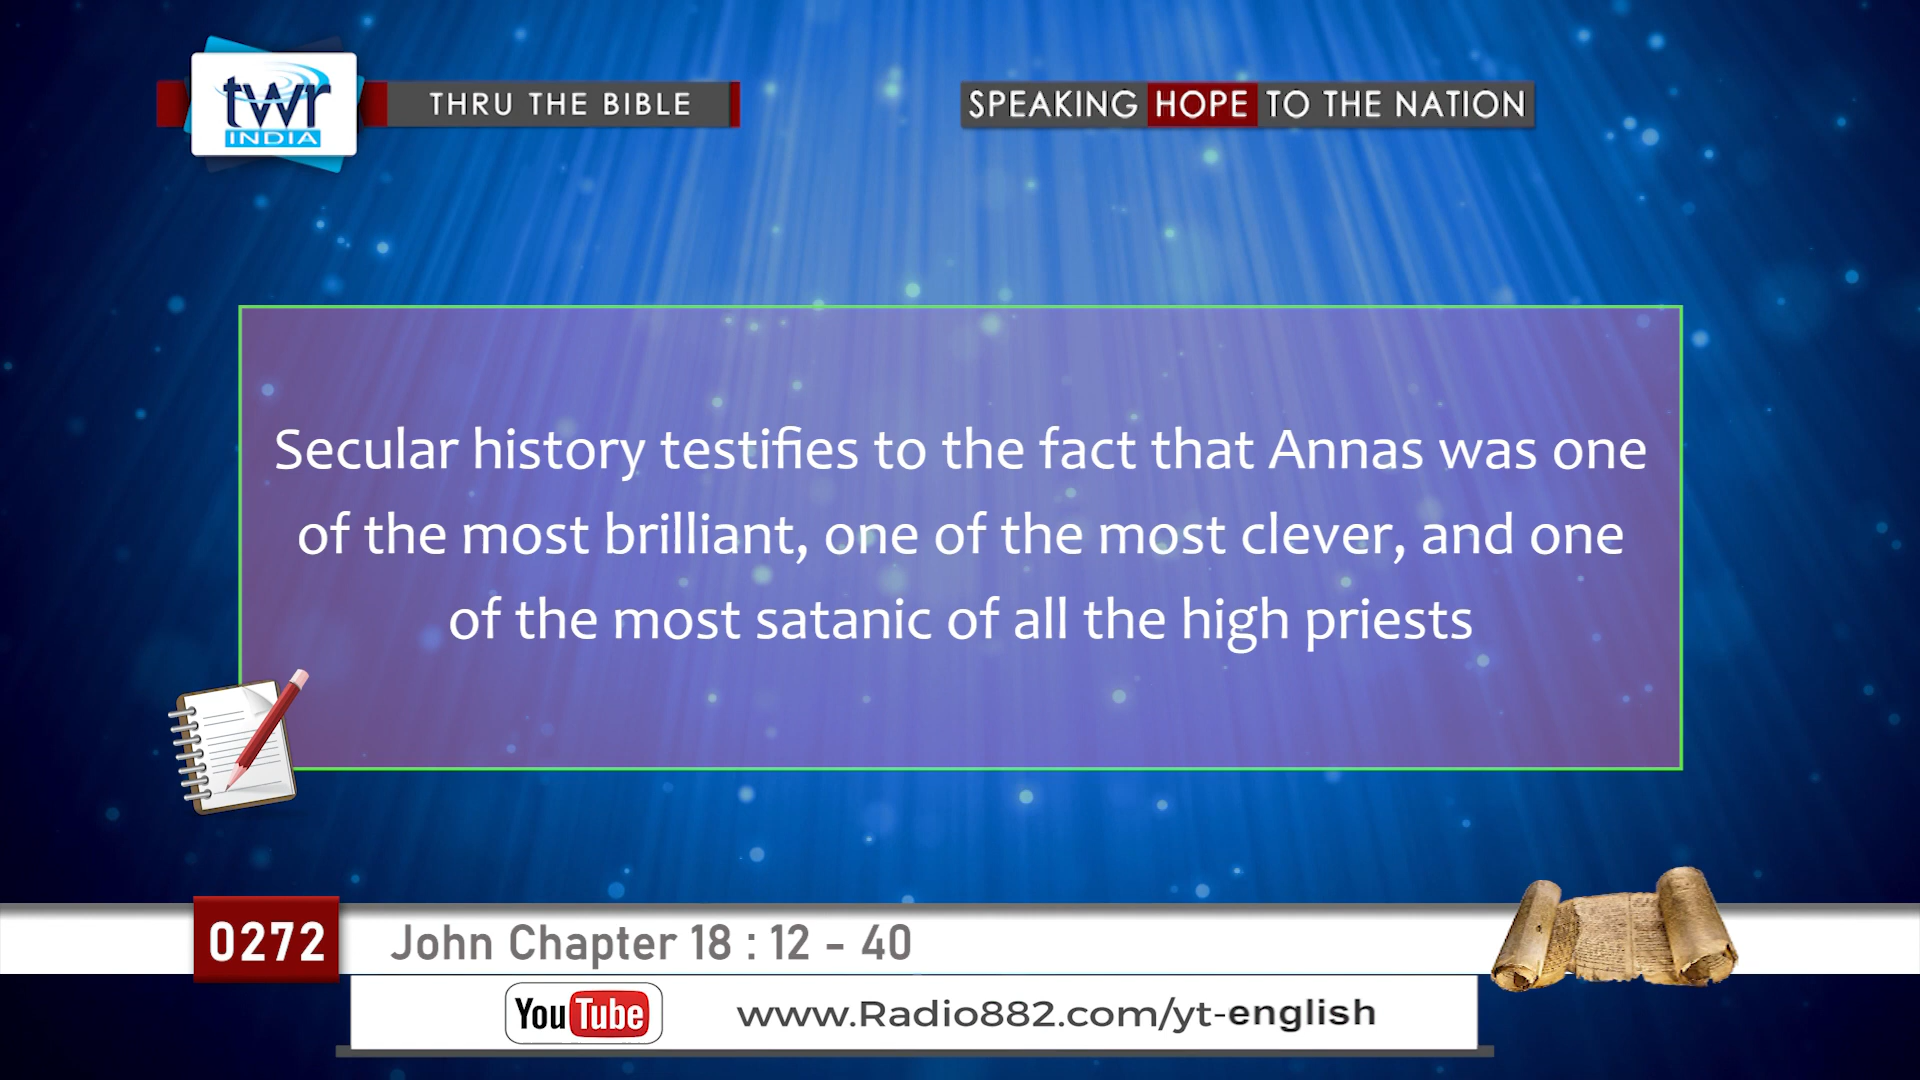 twr
INDIA
THRU THE BIBLE
SPEAKING HOPE TO THE NATION
Secular history testifies to the fact that Annas was one
of the most brilliant, one of the most clever, and one
of the most satanic of all the high priests
0272
John Chapter 18 : 12 - 40
YouTube
www.Radio882.com/yt-english